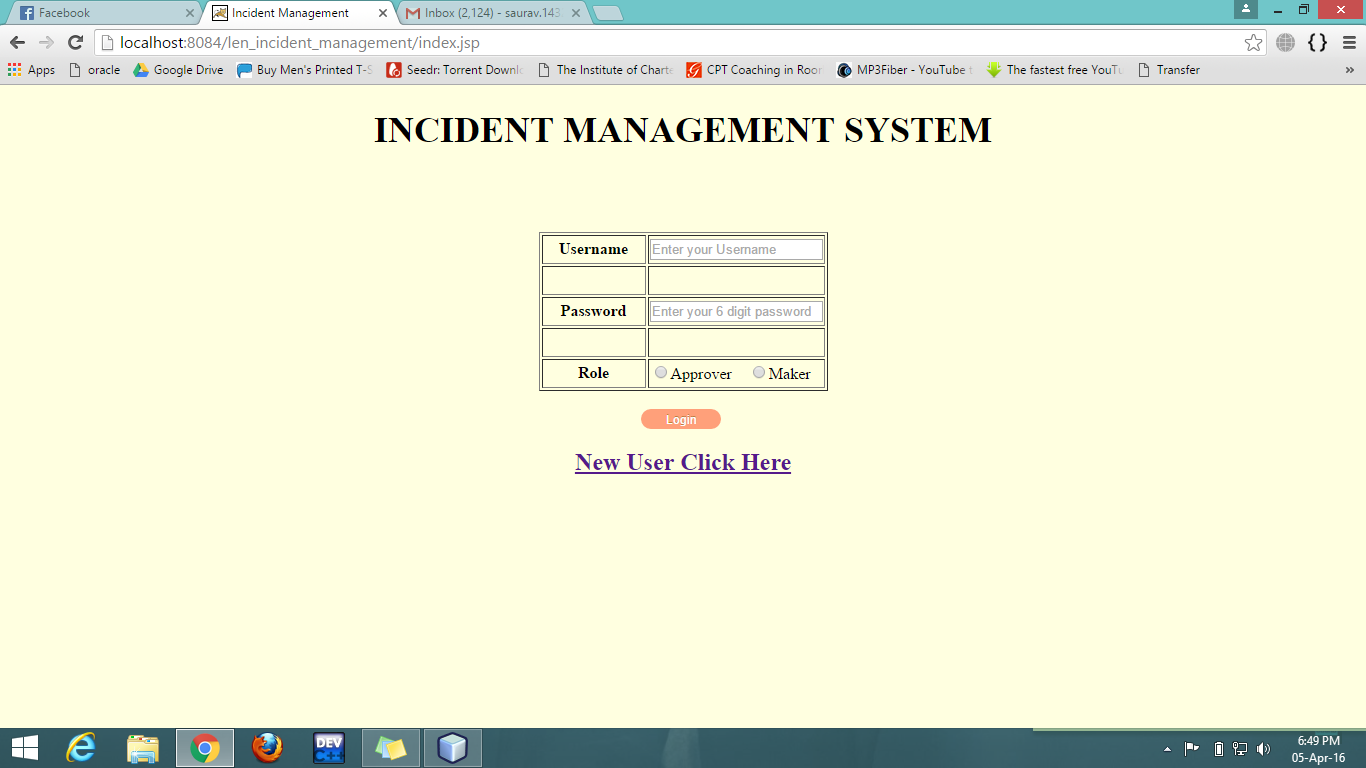 Facebook
Incident Management
Inbox (2,124) - saurav.143
localhost:8084/len_incident_management/index.jsp
Apps
oracle
Google Drive
Buy Men's Printed T-S
Seedr: Torrent Downl
The Institute of Charte
CPT Coaching in Roor
MP3Fiber - YouTube t
The fastest free YouTu
Transfer
INCIDENT MANAGEMENT SYSTEM
Username Enter your Username
Password Enter your 6 digit password
Role Approver Maker
Login
New User Click Here
DEV
C++
6:49 PM
05-Apr-16